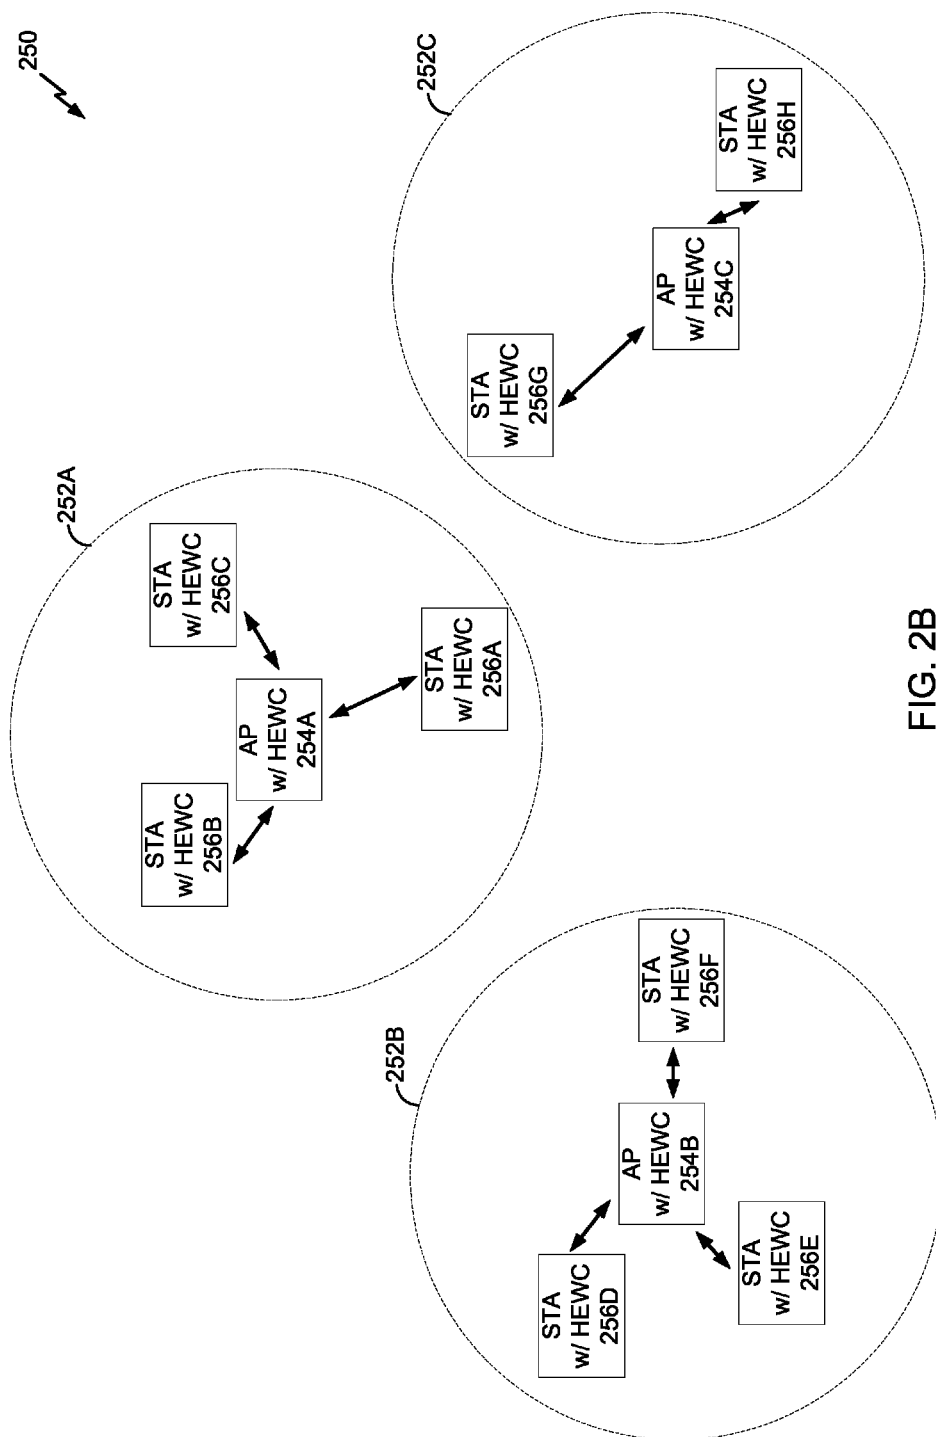 250
252A
STA
w/ HEWC
256B
STA
w/ HEWC
256C
AP
w/ HEWC
254A
STA
w/ HEWC
256A
252B
STA
w/ HEWC
256D
AP
w/ HEWC
254B
STA
w/ HEWC
256F
STA
w/ HEWC
256E
252C
STA
w/ HEWC
256G
AP
w/ HEWC
254C
STA
w/ HEWC
256H
FIG. 2B